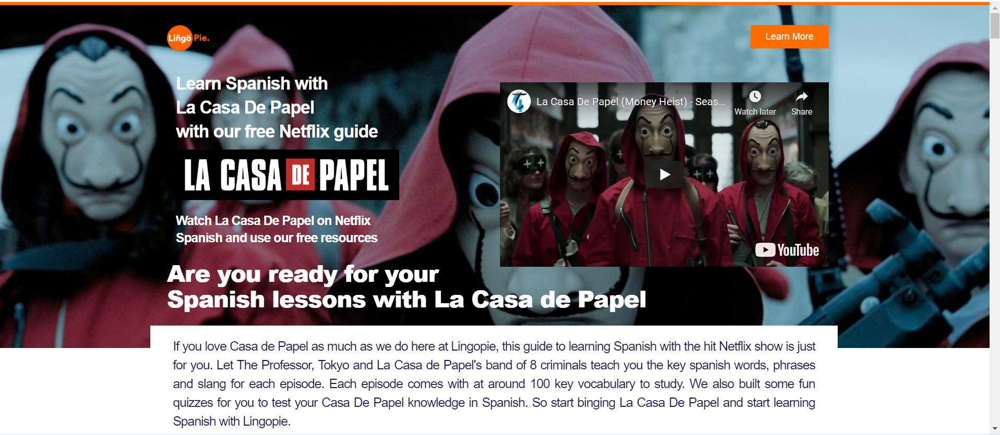 Liñgö Pie.
Learn More
Learn Spanish with
La Casa De Papel
with our free Netflix guide
LA CASA DE PAPEL
Watch La Casa De Papel on Netflix
Spanish and use our free resources
La Casa De Papel (Money Heist) - Seas...
Watch later
Share
YouTube
Are you ready for your
Spanish lessons with La Casa de Papel
If you love Casa de Papel as much as we do here at Lingopie, this guide to learning Spanish with the hit Netflix show is just
for you. Let The Professor, Tokyo and La Casa de Papel's band of 8 criminals teach you the key spanish words, phrases
and slang for each episode. Each episode comes with at around 100 key vocabulary to study. We also built some fun
quizzes for you to test your Casa De Papel knowledge in Spanish. So start binging La Casa De Papel and start learning
Spanish with Lingopie.